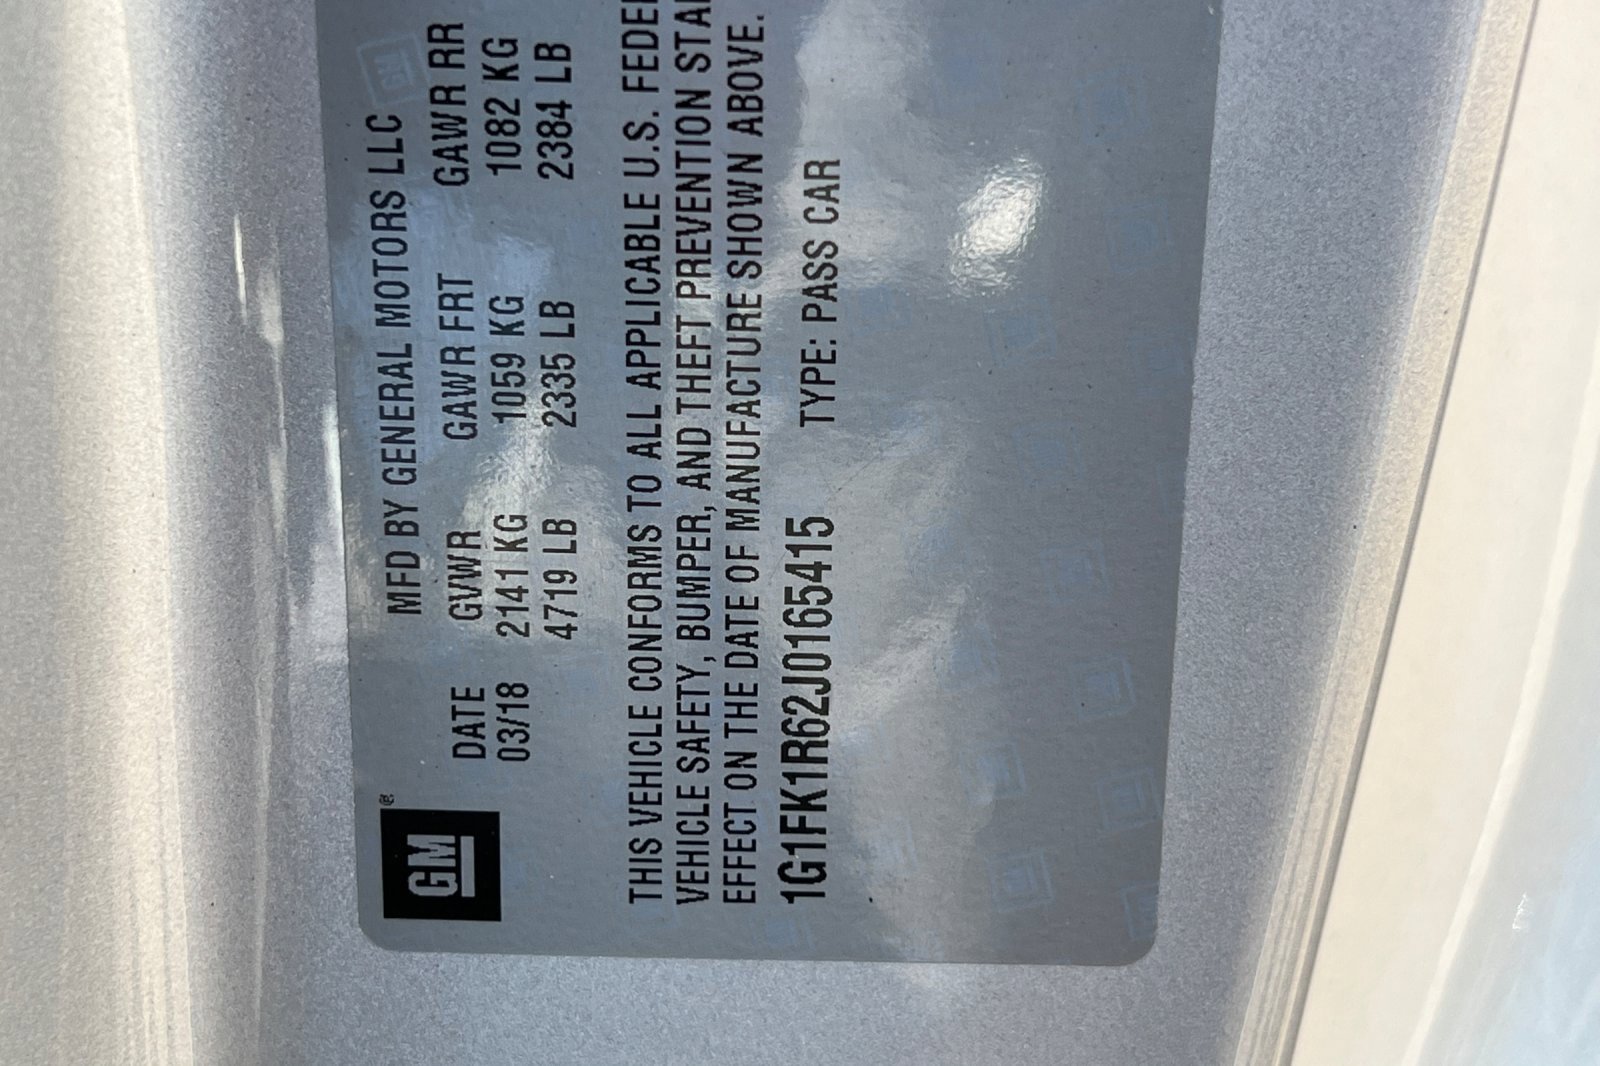 GM®
MFD BY GENERAL MOTORS LLC
DATE GVWR GAWR FRT GAWR RR
03/18 2141 KG 1059 KG 1082 KG
4719 LB 2335 LB 2384 LB
THIS VEHICLE CONFORMS TO ALL APPLICABLE U.S.
VEHICLE SAFETY, BUMPER, AND THEFT PREVENTION
EFFECT ON THE DATE OF MANUFACTURE SHOWN ABOVE.
1G1FK1R62J0165415 TYPE: PASS CAR